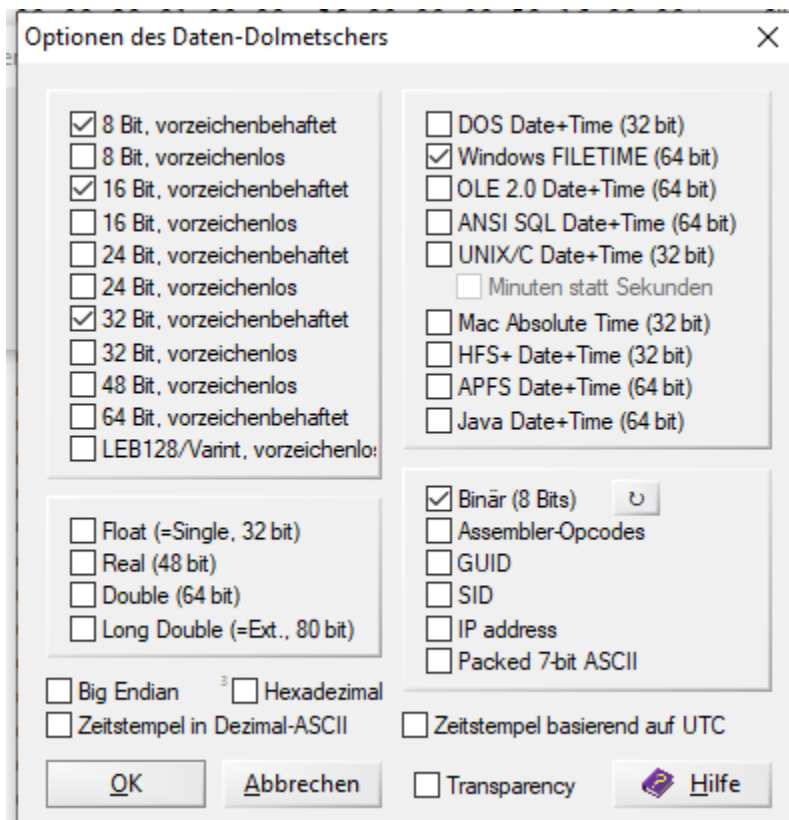 Optionen des Daten-Dolmetschers
8 Bit, vorzeichenbehaftet
8 Bit, vorzeichenlos
16 Bit, vorzeichenbehaftet
16 Bit, vorzeichenlos
24 Bit, vorzeichenbehaftet
24 Bit, vorzeichenlos
32 Bit, vorzeichenbehaftet
32 Bit, vorzeichenlos
48 Bit, vorzeichenlos
64 Bit, vorzeichenbehaftet
LEB128/Varint, vorzeichenlos
Float (=Single, 32 bit)
Real (48 bit)
Double (64 bit)
Long Double (=Ext., 80 bit)
Big Endian
3 Hexadezimal
Zeitstempel in Dezimal-ASCII
DOS Date+Time (32 bit)
Windows FILETIME (64 bit)
OLE 2.0 Date+Time (64 bit)
ANSI SQL Date+Time (64 bit)
UNIX/C Date+Time (32 bit)
Minuten statt Sekunden
Mac Absolute Time (32 bit)
HFS+ Date+Time (32 bit)
APFS Date+Time (64 bit)
Java Date+Time (64 bit)
Binär (8 Bits)
Assembler-Opcodes
GUID
SID
IP address
Packed 7-bit ASCII
Zeitstempel basierend auf UTC
OK
Abbrechen
Transparency
Hilfe